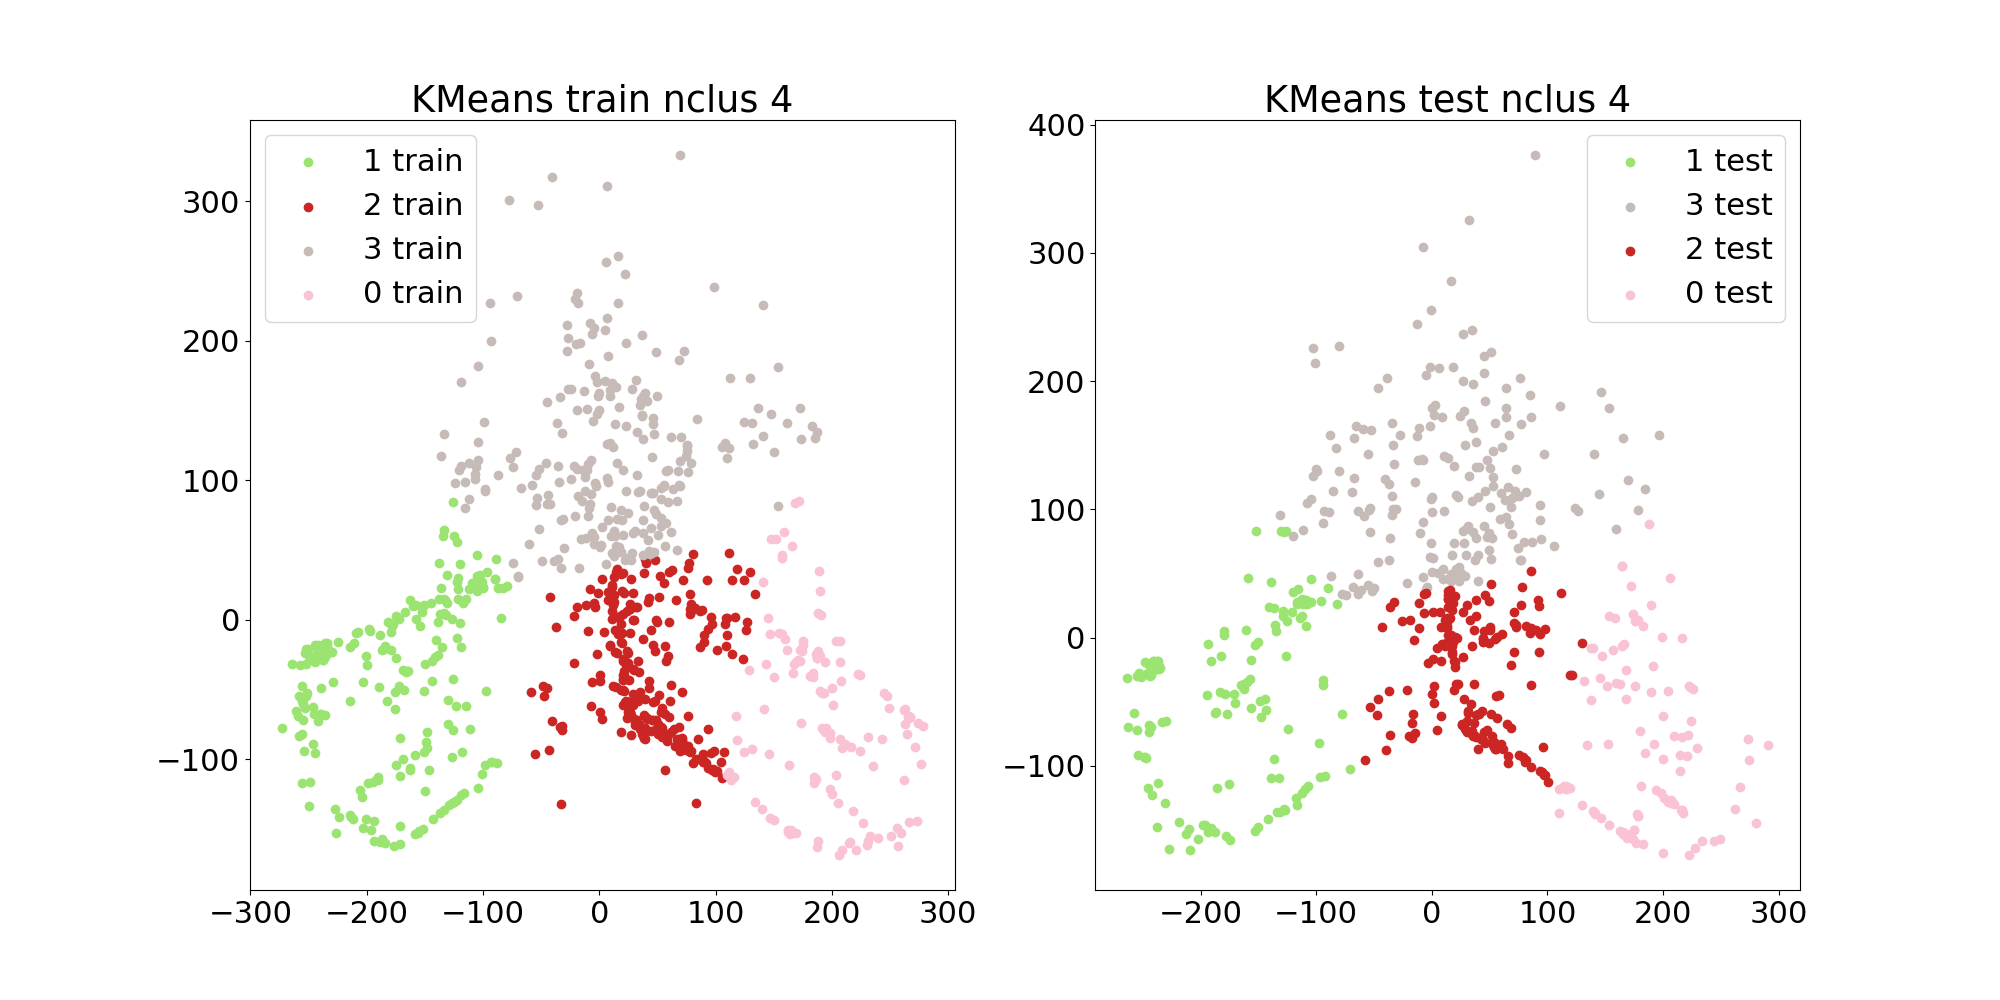 KMeans train nclus 4
1 train
2 train
3 train
0 train
300
200
100
0
−100
−300 −200 −100 0 100 200 300
KMeans test nclus 4
1 test
3 test
2 test
0 test
400
300
200
100
0
−100
−200 −100 0 100 200 300